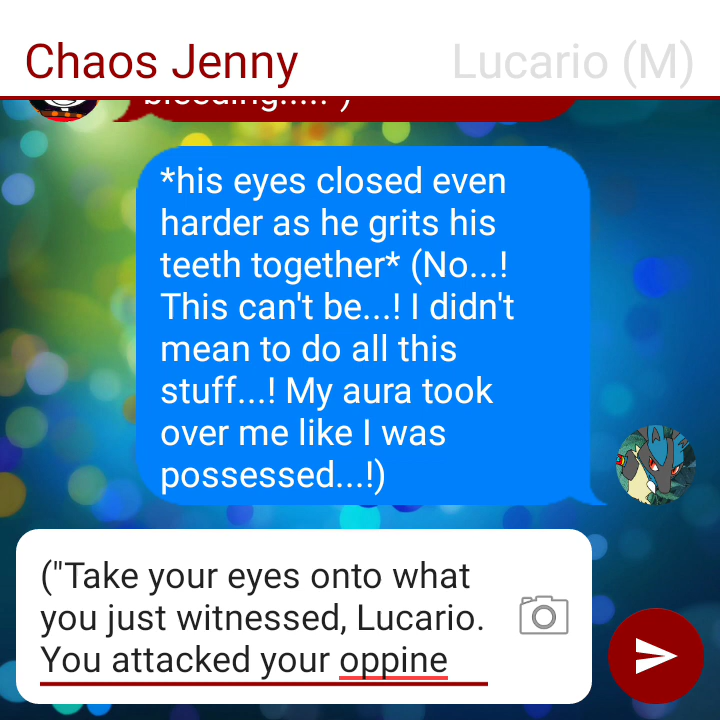 Chaos Jenny
Lucario (M)
*his eyes closed even
harder as he grits his
teeth together* (No...!
This can't be...! I didn't
mean to do all this
stuff...! My aura took
over me like I was
possessed...!)
("Take your eyes onto what
you just witnessed, Lucario.
You attacked your oppine